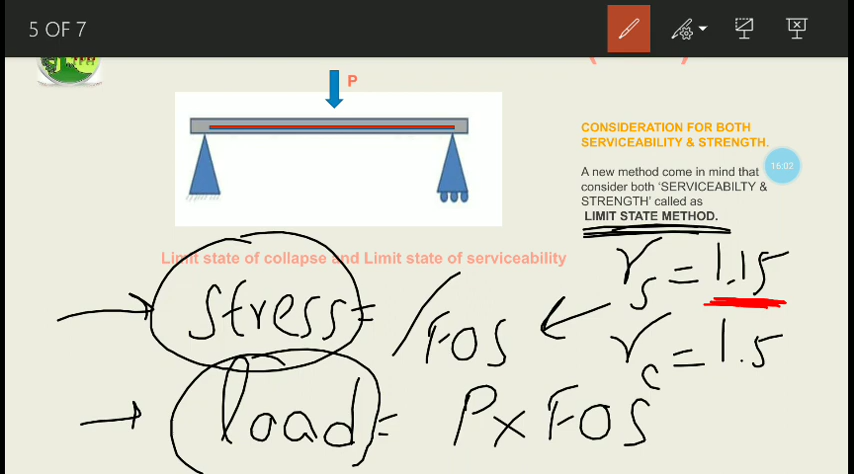 5 OF 7
P
CONSIDERATION FOR BOTH
SERVICEABILITY & STRENGTH.
16:02
A new method come in mind that
consider both ‘SERVICEABILTY &
STRENGTH’ called as
LIMIT STATE METHOD.
Limit state of collapse and Limit state of serviceability
γs = 1.15
Stress = /FOS
γc = 1.5
load = P x FOS